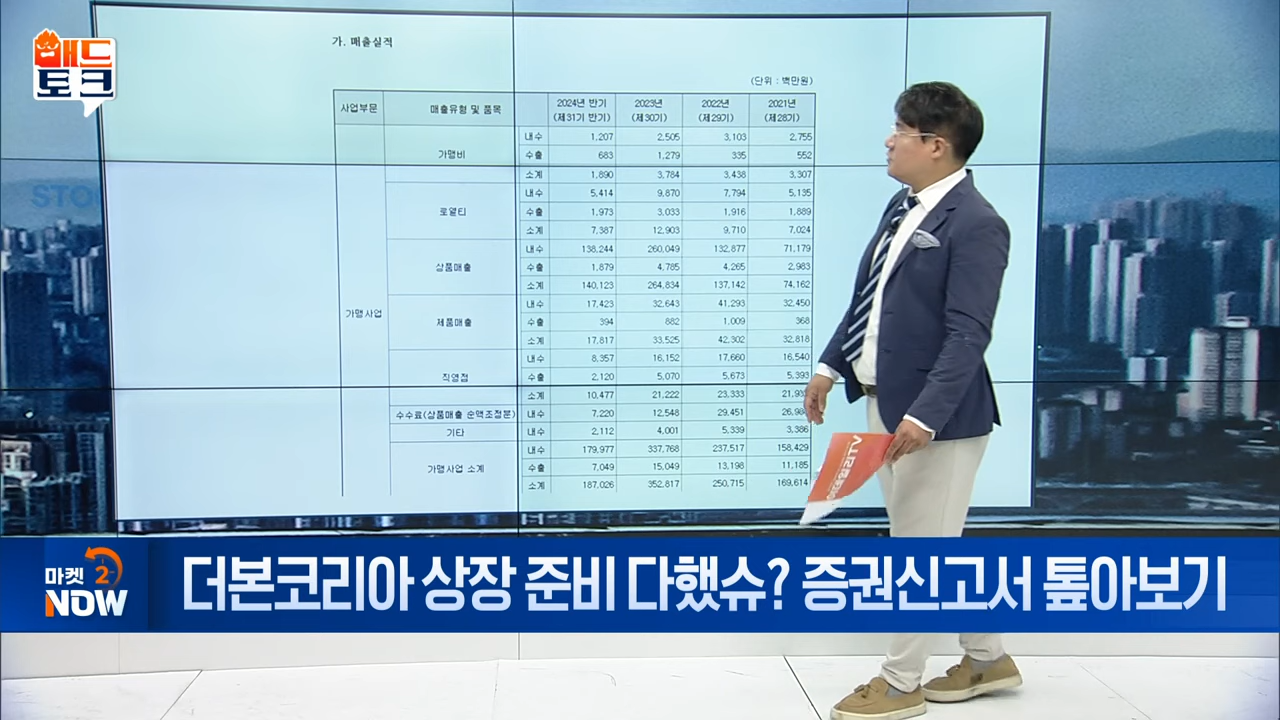 매드
토크
가. 매출실적
(단위 : 백만원)
사업부문 매출유형 및 품목 2024년 반기 (제31기 반기) 2023년 (제30기) 2022년 (제29기) 2021년 (제28기)
가맹사업
가맹비 내수 1,207 2,505 3,103 2,755
수출 683 1,279 335 552
소계 1,890 3,784 3,438 3,307
로열티 내수 5,414 9,870 7,794 5,135
수출 1,973 3,033 1,916 1,889
소계 7,387 12,903 9,710 7,024
상품매출 내수 138,244 260,049 132,877 71,179
수출 1,879 4,785 4,265 2,983
소계 140,123 264,834 137,142 74,162
제품매출 내수 17,423 32,643 41,293 32,450
수출 394 882 1,009 368
소계 17,817 33,525 42,302 32,818
직영점 내수 8,357 16,152 17,660 16,540
수출 2,120 5,070 5,673 5,393
소계 10,477 21,222 23,333
수수료(상품매출 순액조정분) 내수 7,220 12,548 29,451
기타 내수 2,112 4,001 5,339 3,386
가맹사업 소계 내수 179,977 337,768 237,517 158,429
수출 7,049 15,049 13,198 11,185
소계 187,026 352,817 250,715 169,614
이데일리TV
마켓 2
NOW
더본코리아 상장 준비 다했슈? 증권신고서 톺아보기